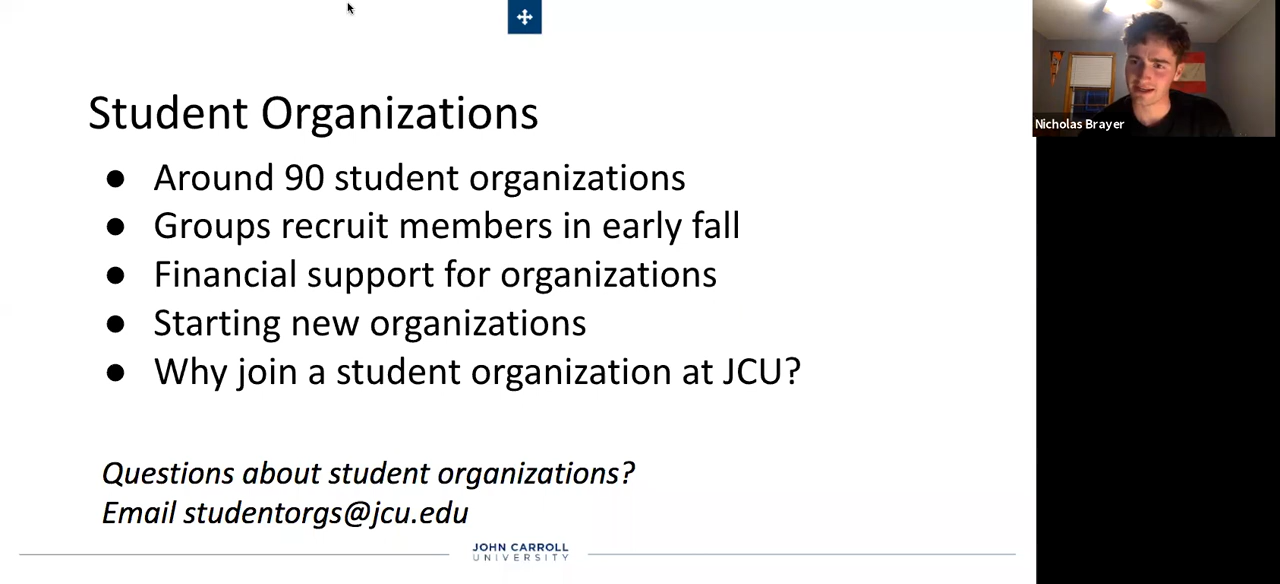 Student Organizations
● Around 90 student organizations
● Groups recruit members in early fall
● Financial support for organizations
● Starting new organizations
● Why join a student organization at JCU?
Questions about student organizations?
Email studentorgs@jcu.edu
JOHN CARROLL
UNIVERSITY
Nicholas Brayer